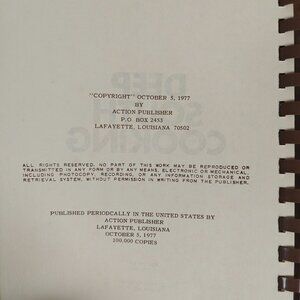 "COPYRIGHT" OCTOBER 5, 1977
BY
ACTION PUBLISHER
P.O BOX 2453
LAFAYETTE, LOUISIANA 70502
ALL RIGHTS RESERVED. NO PART OF THIS WORK MAY BE REPRODUCED OR
TRANSMITTED IN ANY FORM OR BY ANY MEANS, ELECTRONIC OR MECHANICAL,
INCLUDING PHOTOCOPY, RECORDING, OR ANY INFORMATION STORAGE AND
RETRIEVAL SYSTEM, WITHOUT PERMISSION IN WRITING FROM THE PUBLISHER.
PUBLISHED PERIODICALLY IN THE UNITED STATES BY
ACTION PUBLISHER
LAFAYETTE, LOUISIANA
OCTOBER 5, 1977
100,000 COPIES